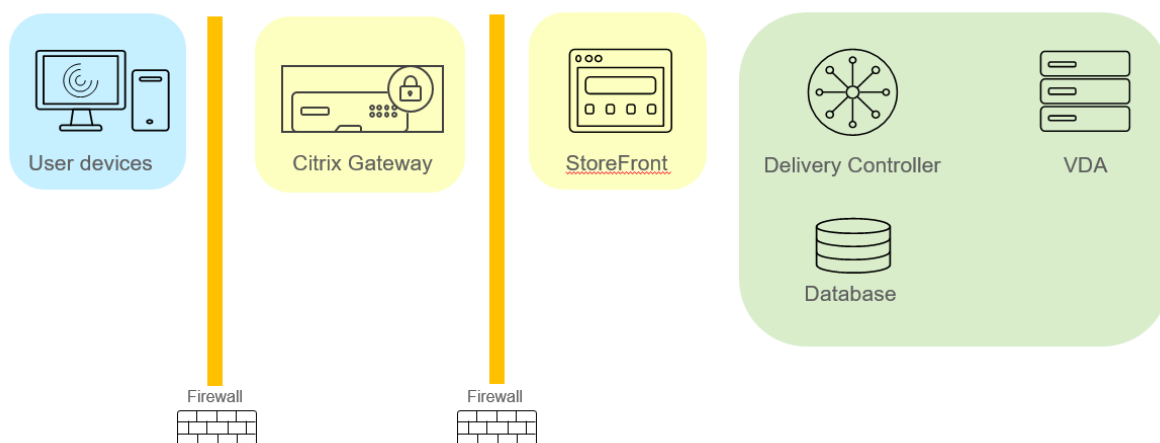 User devices
Citrix Gateway
StoreFront
Delivery Controller
VDA
Database
Firewall
Firewall